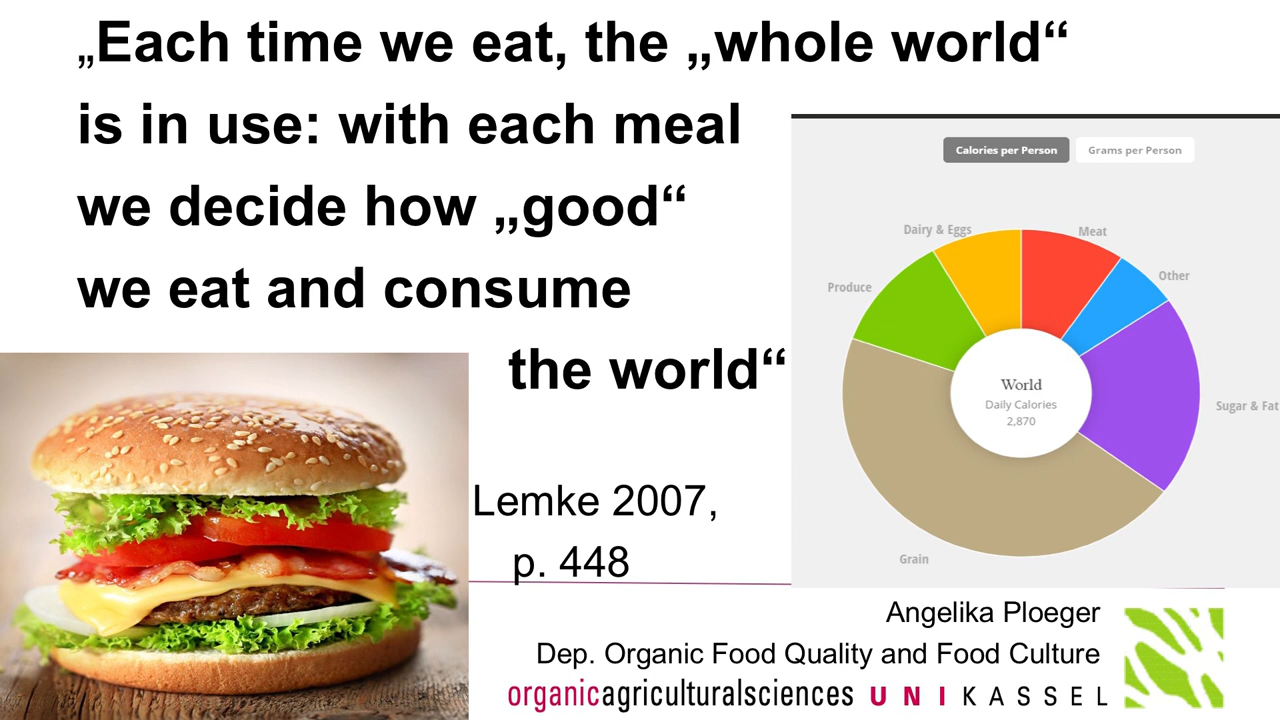 „Each time we eat, the „whole world“
is in use: with each meal
we decide how „good“
we eat and consume
the world“
Lemke 2007,
p. 448
Calories per Person
Grams per Person
Dairy & Eggs
Meat
Other
Produce
Sugar & Fat
World
Daily Calories
2,870
Grain
Angelika Ploeger
Dep. Organic Food Quality and Food Culture
organicagriculturalsciences UNIKASSEL